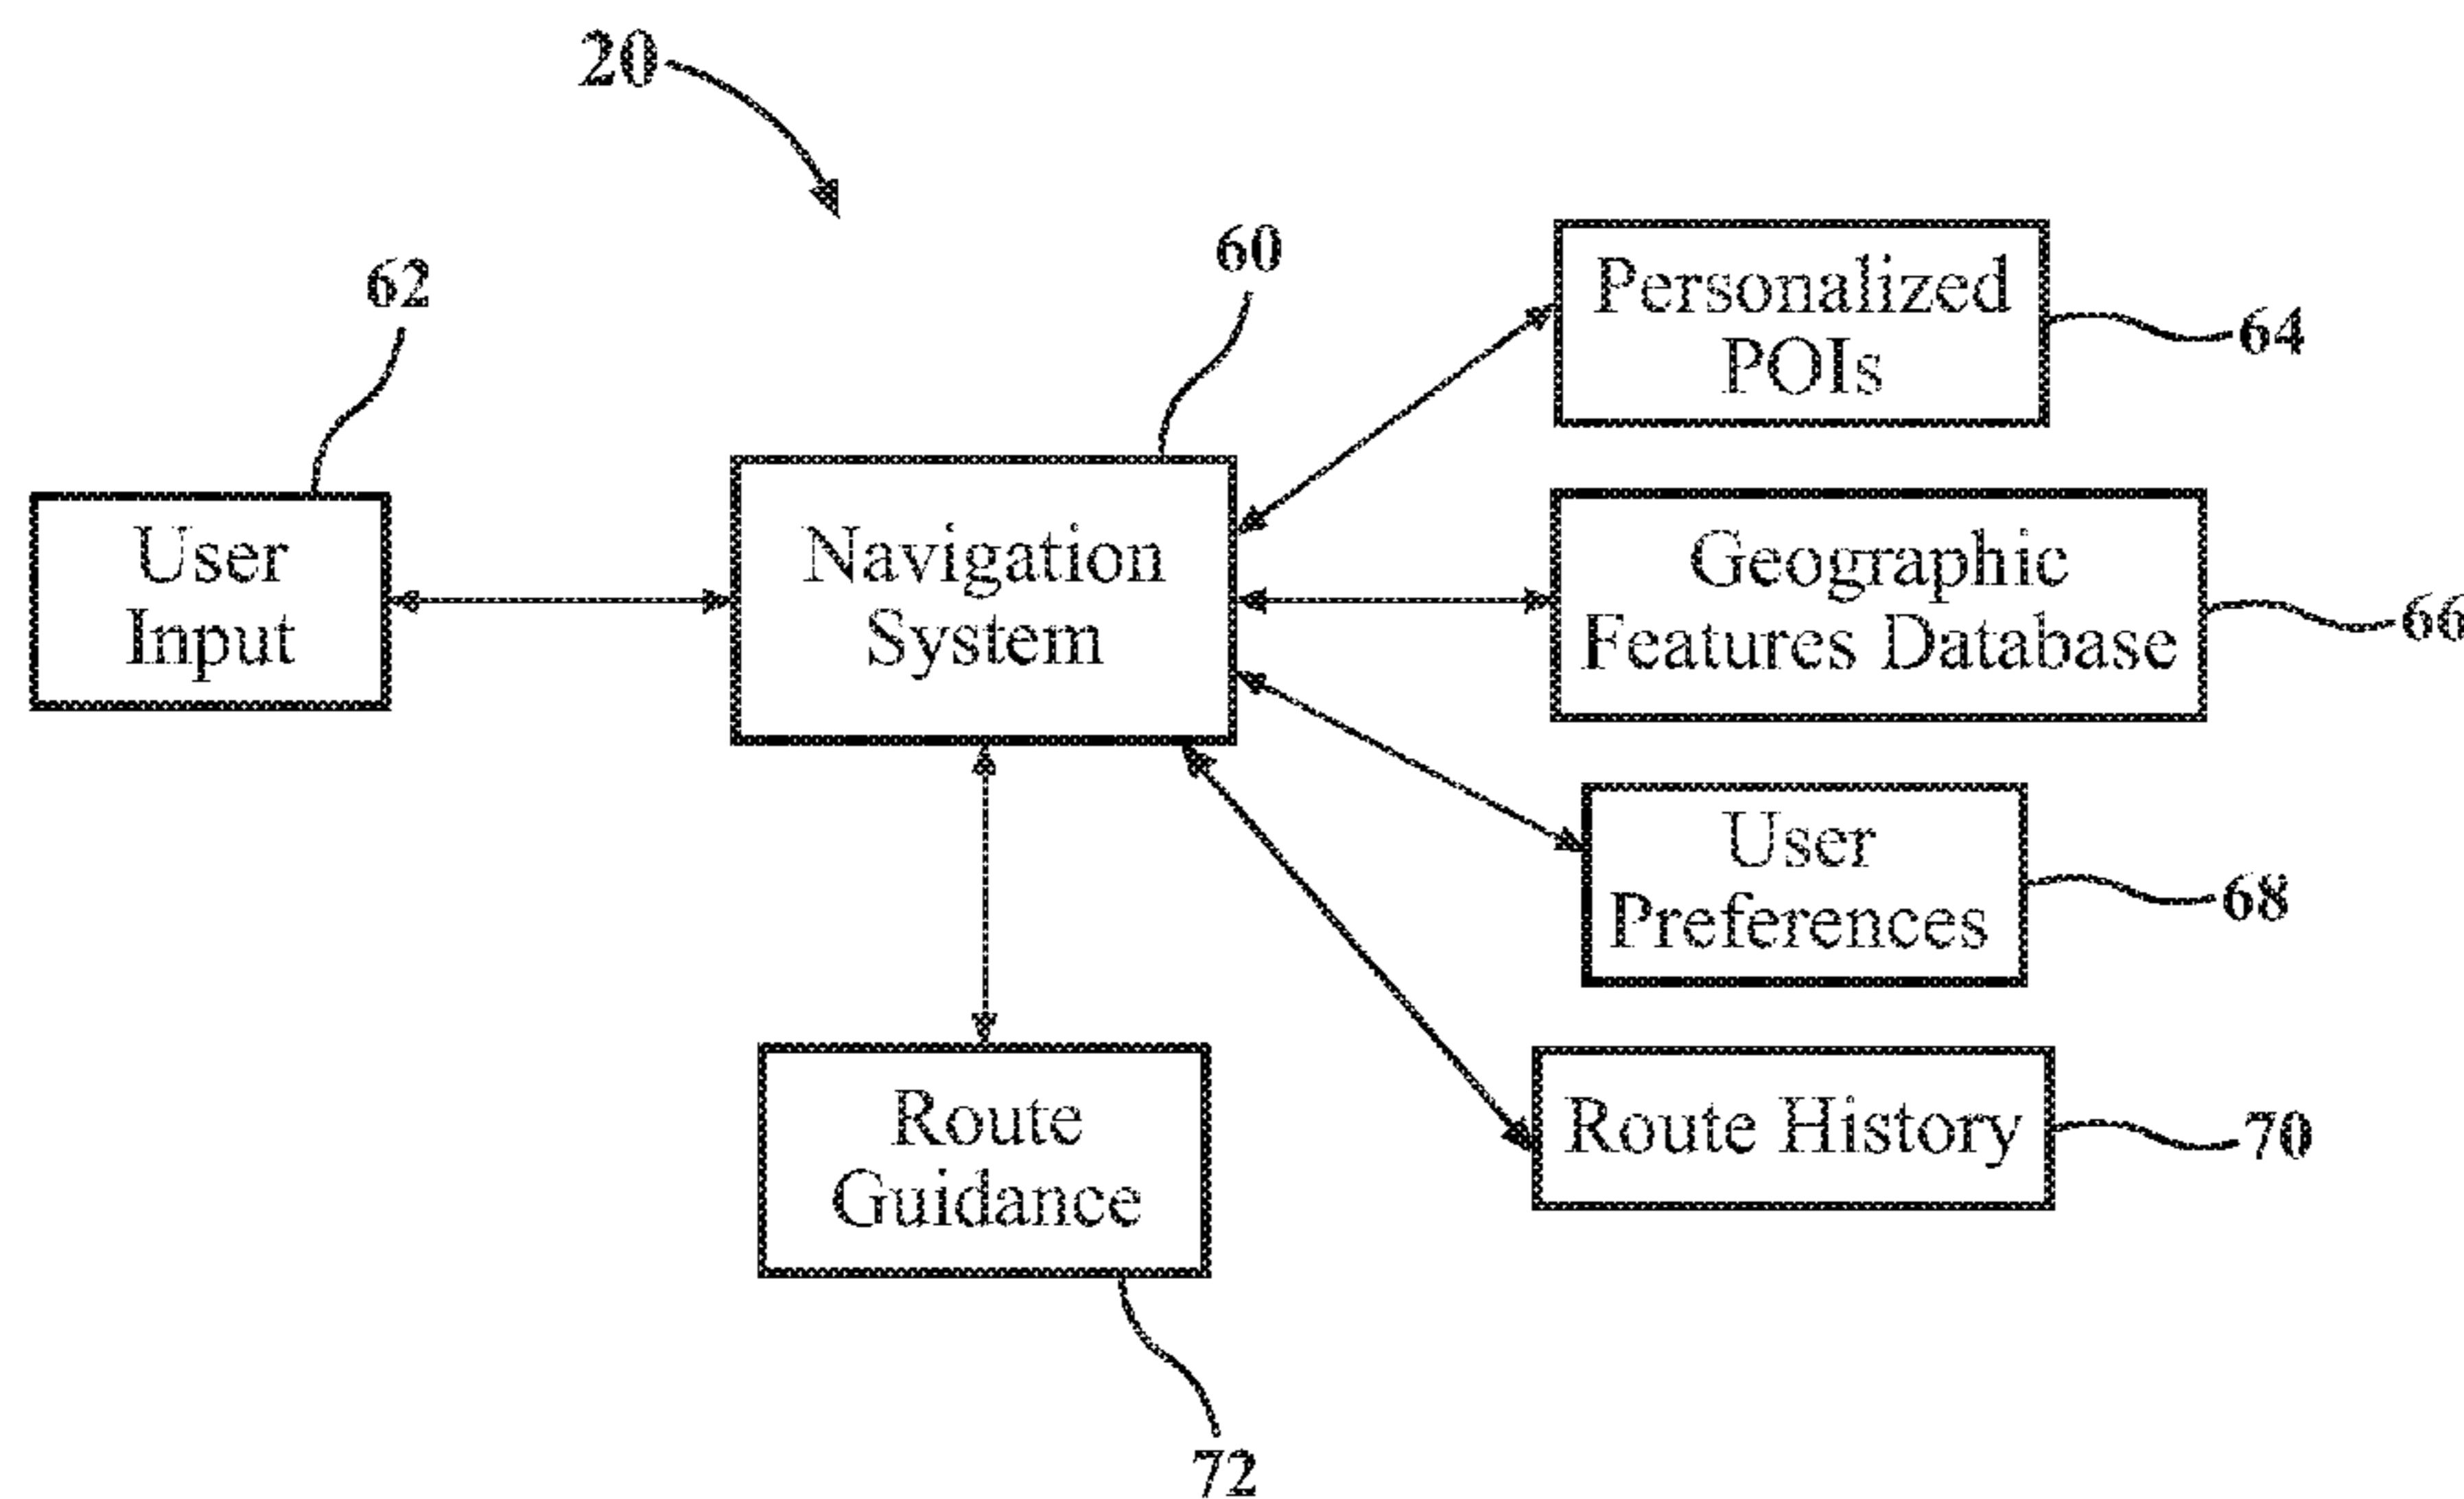 20
60
62
Personalized
POIs
64
User
Input
Navigation
System
Geographic
Features Database
66
User
Preferences
68
Route
Guidance
Route History
70
72